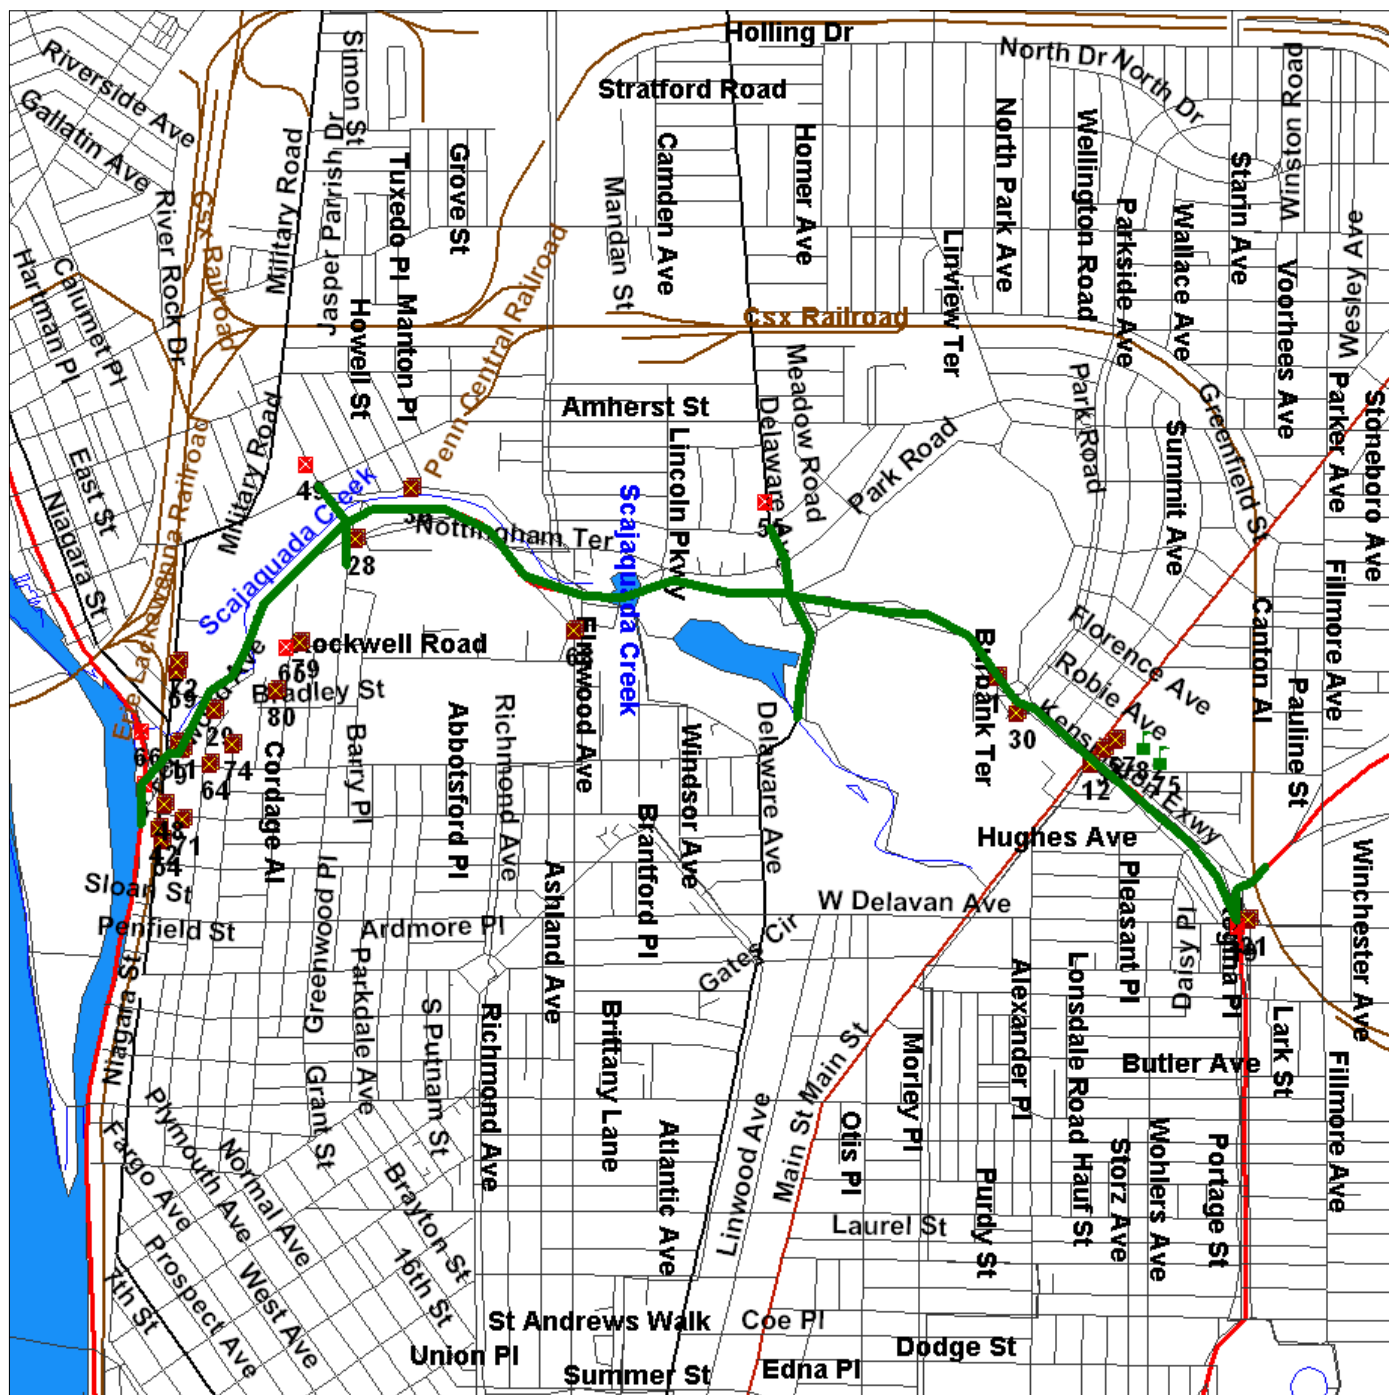 Holling Dr
North Dr
North Dr
Winston Road
Simon St
Riverside Ave
Gallatin Ave
Stratford Road
Military Road
Jasper Parrish Dr
Tuxedo Pl
Grove St
Camden Ave
Homer Ave
North Park Ave
Wellington Road
Starin Ave
Mandan St
Parkside Ave
Wallace Ave
Wesley Ave
River Rock Dr
Csx Railroad
Hartman Pl
Calumet Pl
Howell St
Manton Pl
Penn Central Railroad
Linview Ter
Voorhees Ave
Csx Railroad
Meadow Road
Park Road
Greenfield St
Parker Ave
Stoneboro Ave
Amherst St
Delaware Ave
Lincoln Pkwy
Park Road
Summit Ave
Military Road
East St
Niagara St
Erie Lackawanna Railroad
Scajaquada Creek
Nottingham Ter
Scajaquada Creek
28
Fillmore Ave
Canton Al
Florence Ave
Robie Ave
Rockwell Road
79
Elmwood Ave
Burbank Ter
Bradley St
80
Pauline St
Kensington Exwy
30
29
72
69
66
11
74
64
Cordage Al
Barry Pl
Abbotsford Pl
Richmond Ave
Windsor Ave
Delaware Ave
12
75
Hughes Ave
71
54
Brantford Pl
Sloan St
Greenwood Pl
Ashland Ave
W Delavan Ave
Pleasant Pl
Daisy Pl
Winchester Ave
Penfield St
Ardmore Pl
Gates Cir
Niagara St
Parkdale Ave
S Putnam St
Richmond Ave
Brittany Lane
Main St
Main St
Morley Pl
Alexander Pl
Lonsdale Road
Butler Ave
Lark St
Fillmore Ave
Grant St
Plymouth Ave
Fargo Ave
Normal Ave
Brayton St
Atlantic Ave
Linwood Ave
Otis Pl
Purdy St
Hauf St
Storz Ave
Wohlers Ave
Portage St
Laurel St
Prospect Ave
West Ave
16th St
7th St
St Andrews Walk
Coe Pl
Union Pl
Dodge St
Summer St
Edna Pl